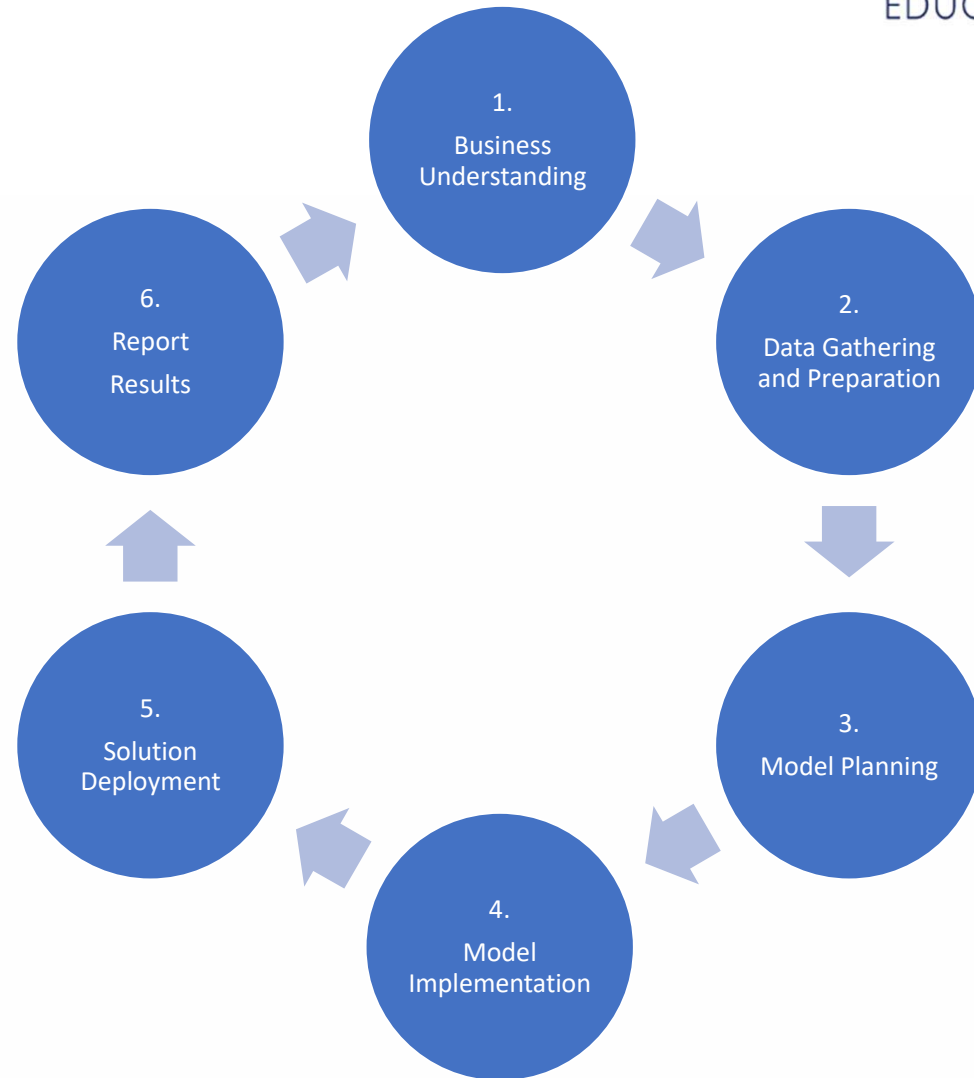 EDUC
1.
Business
Understanding
2.
Data Gathering
and Preparation
3.
Model Planning
4.
Model
Implementation
5.
Solution
Deployment
6.
Report
Results